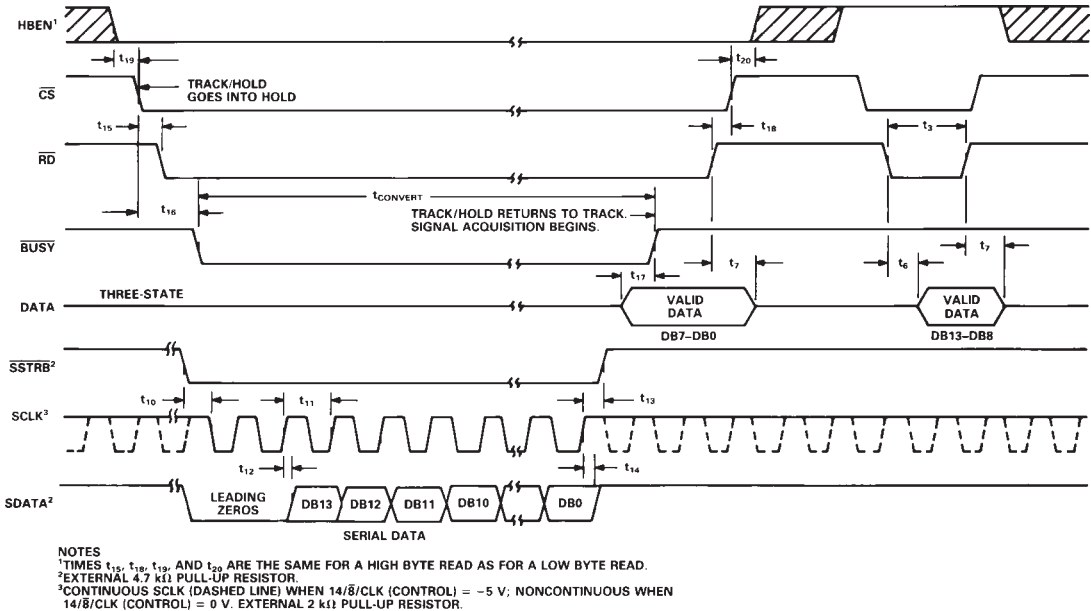 HBEN¹
t19
t20
CS
TRACK/HOLD
GOES INTO HOLD
t15
t18
t3
RD
tCONVERT
t16
TRACK/HOLD RETURNS TO TRACK.
SIGNAL ACQUISITION BEGINS.
BUSY
t17
t7
t6
t7
THREE-STATE
DATA
VALID
DATA
VALID
DATA
DB7–DB0
DB13–DB8
SSTRB²
t10
t11
t13
SCLK³
t12
t14
SDATA²
LEADING
ZEROS
DB13
DB12
DB11
DB10
DB0
SERIAL DATA
NOTES
¹TIMES t15, t18, t19, AND t20 ARE THE SAME FOR A HIGH BYTE READ AS FOR A LOW BYTE READ.
²EXTERNAL 4.7 kΩ PULL-UP RESISTOR.
³CONTINUOUS SCLK (DASHED LINE) WHEN 14/8̅/CLK (CONTROL) = –5 V; NONCONTINUOUS WHEN
14/8̅/CLK (CONTROL) = 0 V. EXTERNAL 2 kΩ PULL-UP RESISTOR.